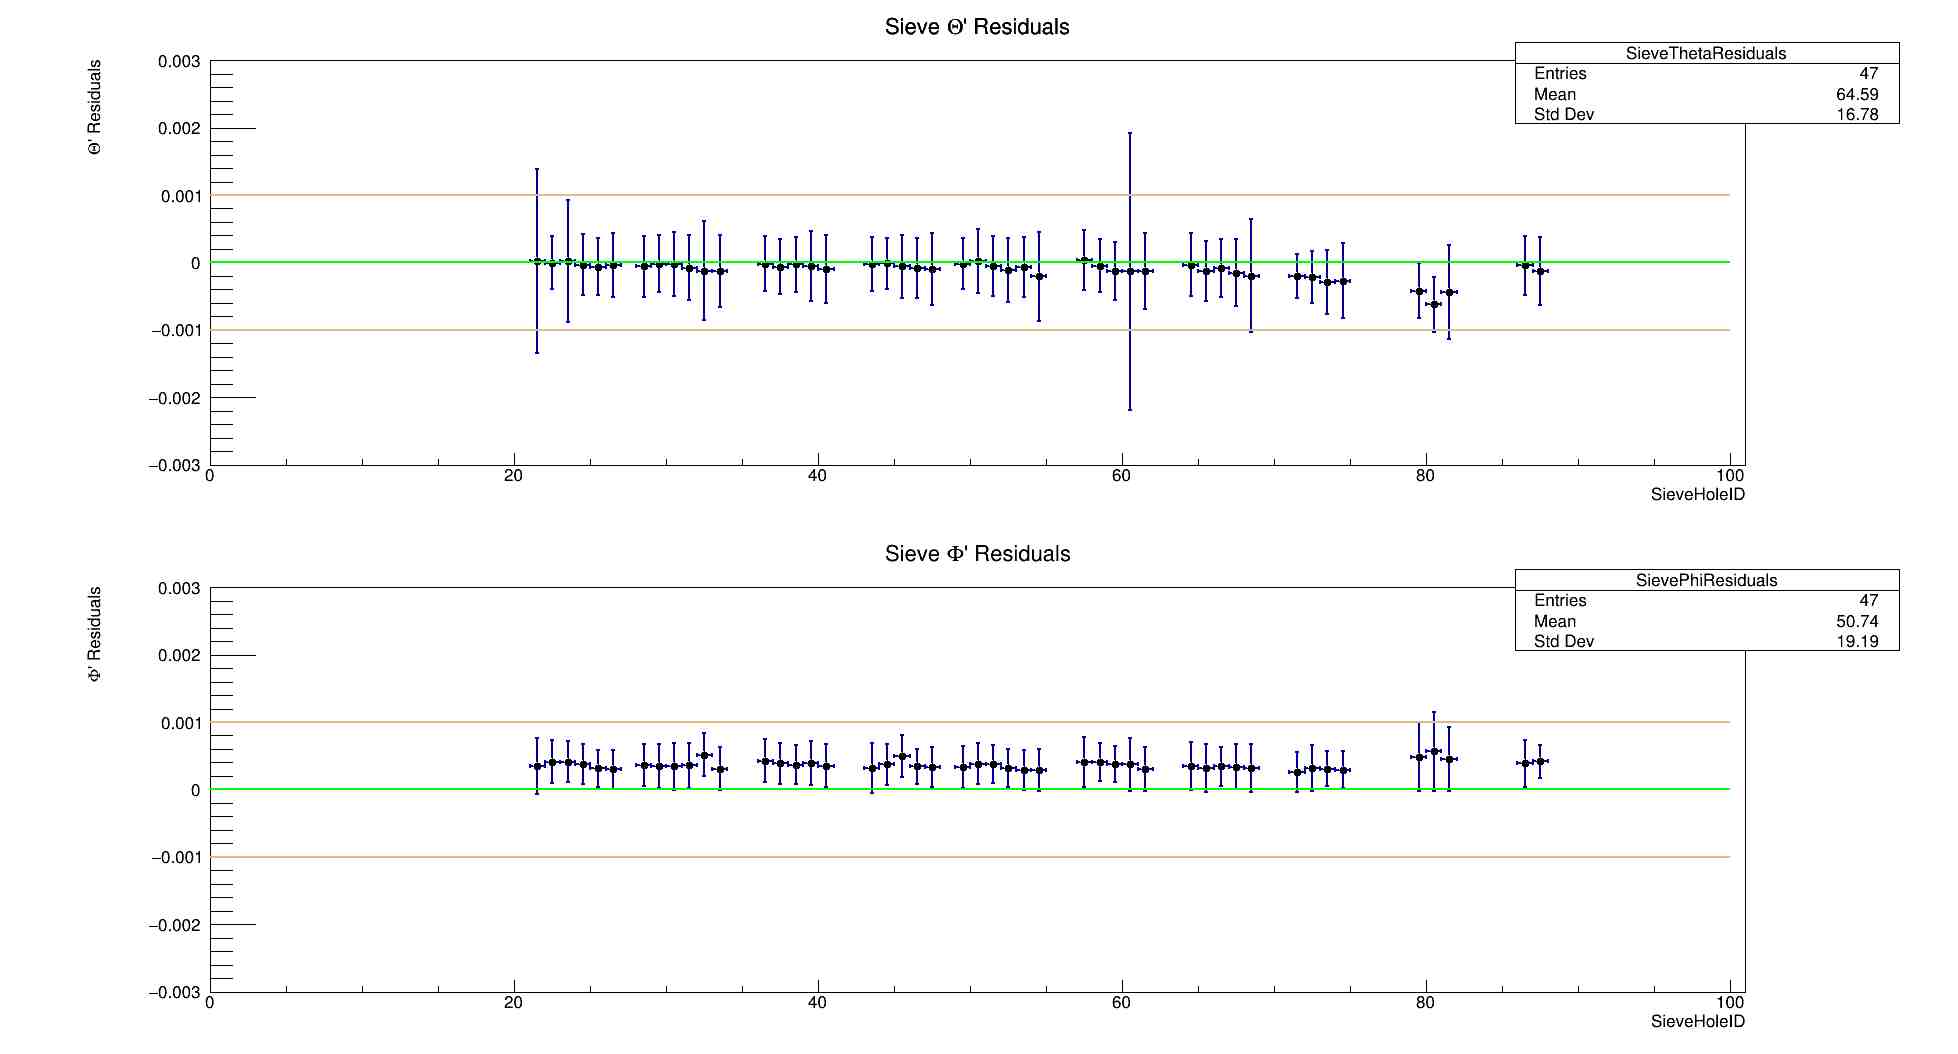 Sieve Θ' Residuals
Θ' Residuals
SieveThetaResiduals
Entries 47
Mean 64.59
Std Dev 16.78
0.003
0.002
0.001
0
−0.001
−0.002
−0.003
0 20 40 60 80 100
SieveHoleID
Sieve Φ' Residuals
Φ' Residuals
SievePhiResiduals
Entries 47
Mean 50.74
Std Dev 19.19
0.003
0.002
0.001
0
−0.001
−0.002
−0.003
0 20 40 60 80 100
SieveHoleID